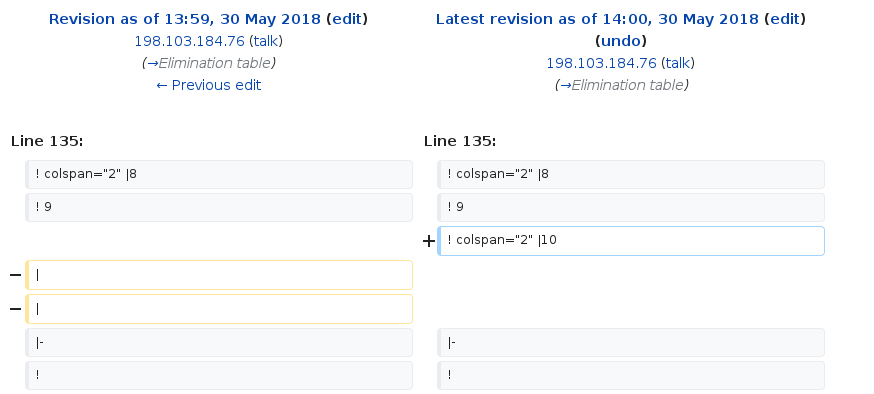 Revision as of 13:59, 30 May 2018 (edit)
198.103.184.76 (talk)
(→Elimination table)
← Previous edit
Latest revision as of 14:00, 30 May 2018 (edit)
(undo)
198.103.184.76 (talk)
(→Elimination table)
Line 135:
Line 135:
! colspan="2" |8
! colspan="2" |8
! 9
! 9
+ ! colspan="2" |10
− |
− |
|-
|-
!
!